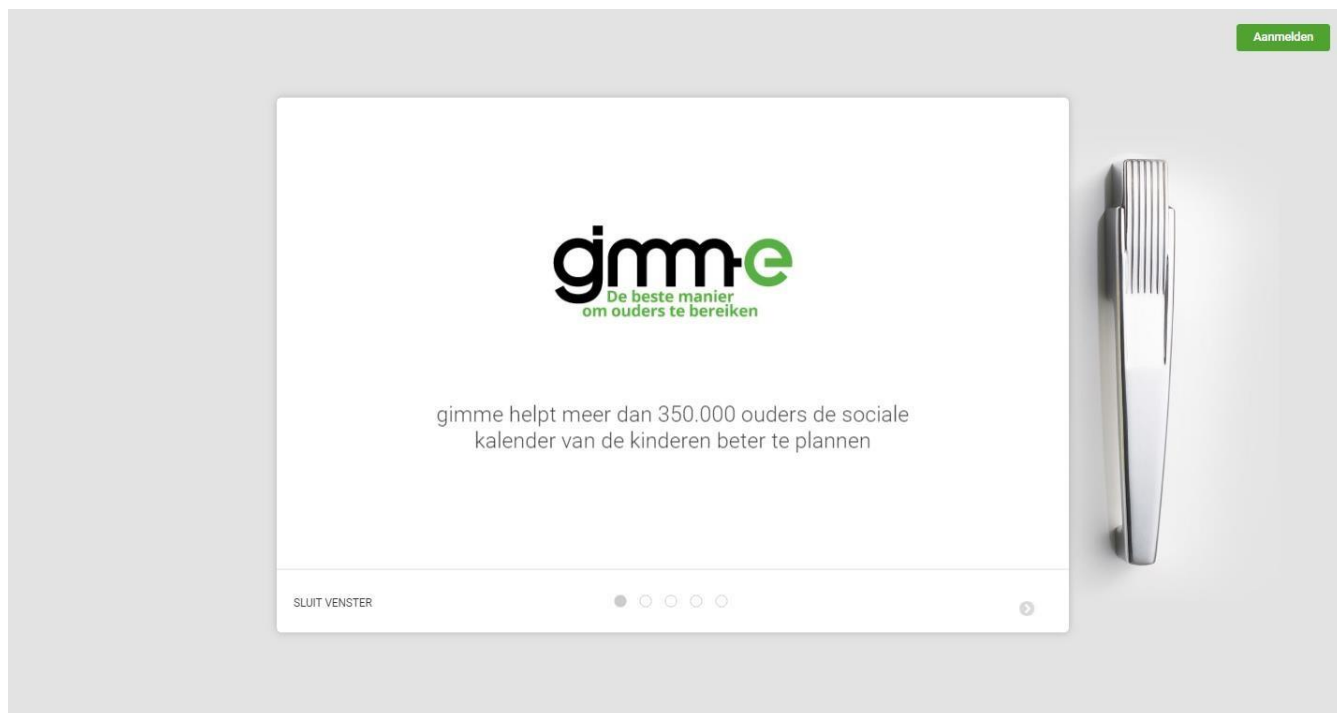 Aanmelden
gimme
De beste manier
om ouders te bereiken
gimme helpt meer dan 350.000 ouders de sociale
kalender van de kinderen beter te plannen
SLUIT VENSTER